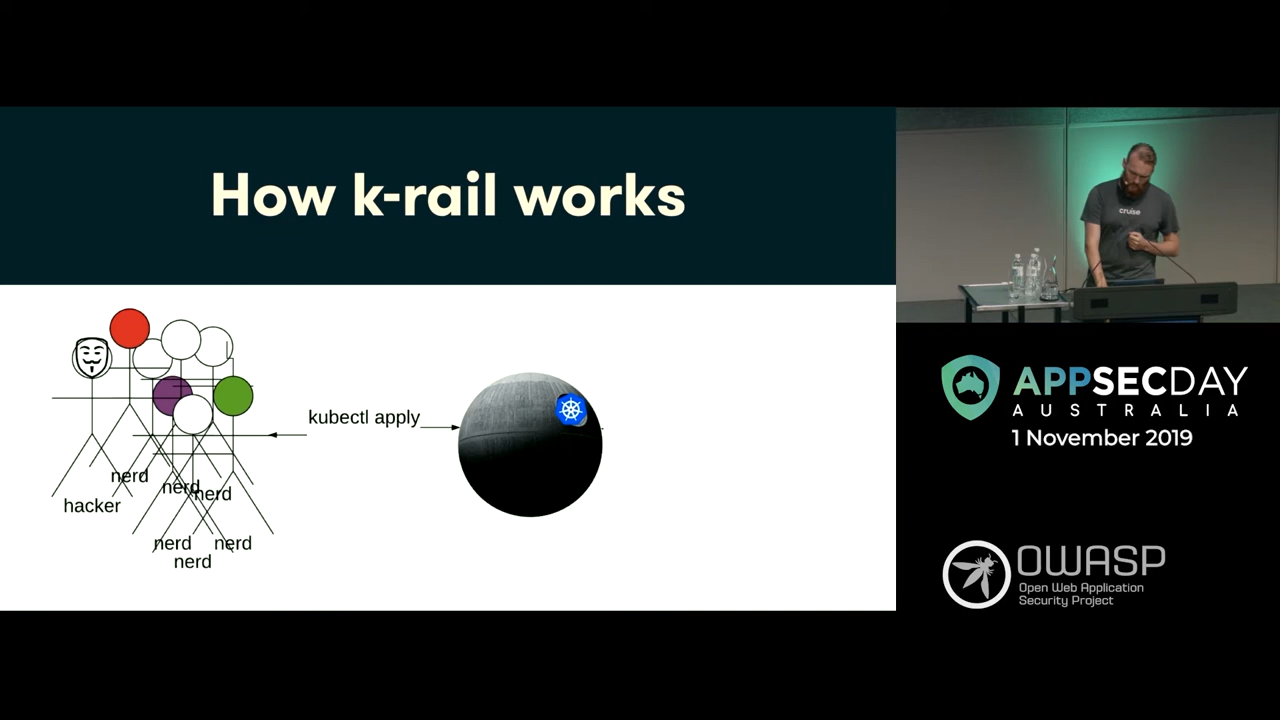 How k-rail works
kubectl apply
nerd
nerd
nerd
hacker
nerd
nerd
nerd
cruise
APPSECDAY
AUSTRALIA
1 November 2019
OWASP
Open Web Application
Security Project